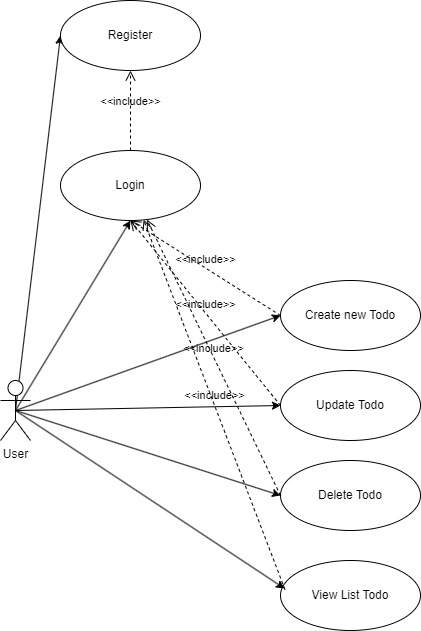 Register
<<include>>
Login
<<include>>
Create new Todo
<<include>>
<<include>>
<<include>>
Update Todo
User
Delete Todo
View List Todo